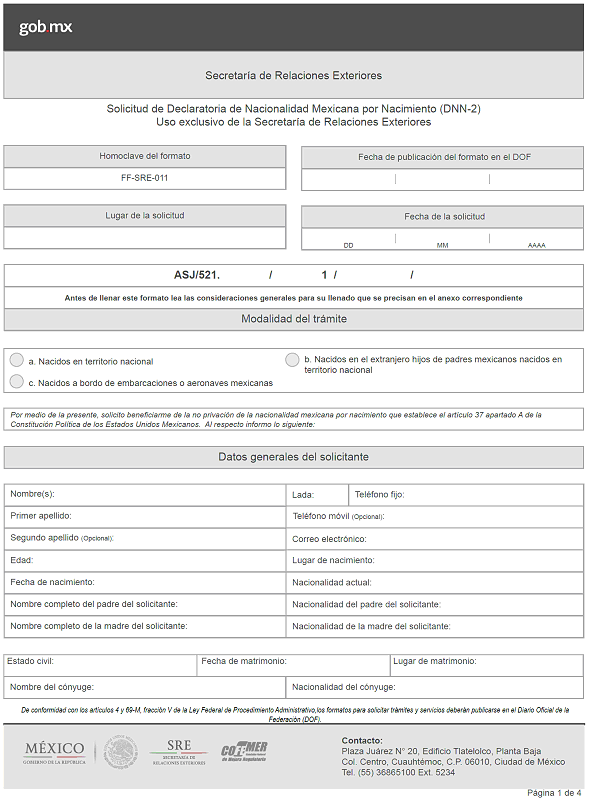 gob mx
Secretaría de Relaciones Exteriores
Solicitud de Declaratoria de Nacionalidad Mexicana por Nacimiento (DNN-2)
Uso exclusivo de la Secretaría de Relaciones Exteriores
Homoclave del formato
FF-SRE-011
Fecha de publicación del formato en el DOF
Lugar de la solicitud
Fecha de la solicitud
DD MM AAAA
ASJ/521. / 1 / /
Antes de llenar este formato lea las consideraciones generales para su llenado que se precisan en el anexo correspondiente
Modalidad del trámite
a. Nacidos en territorio nacional
b. Nacidos en el extranjero hijos de padres mexicanos nacidos en
territorio nacional
c. Nacidos a bordo de embarcaciones o aeronaves mexicanas
Por medio de la presente, solicito beneficiarme de la no privación de la nacionalidad mexicana por nacimiento que establece el artículo 37 apartado A de la
Constitución Política de los Estados Unidos Mexicanos. Al respecto informo lo siguiente:
Datos generales del solicitante
Nombre(s):
Lada: Teléfono fijo:
Primer apellido:
Teléfono móvil (Opcional):
Segundo apellido (Opcional):
Correo electrónico:
Edad:
Lugar de nacimiento:
Fecha de nacimiento:
Nacionalidad actual:
Nombre completo del padre del solicitante:
Nacionalidad del padre del solicitante:
Nombre completo de la madre del solicitante:
Nacionalidad de la madre del solicitante:
Estado civil: Fecha de matrimonio: Lugar de matrimonio:
Nombre del cónyuge: Nacionalidad del cónyuge:
De conformidad con los artículos 4 y 69-M, fracción V de la Ley Federal de Procedimiento Administrativo,los formatos para solicitar trámites y servicios deberán publicarse en el Diario Oficial de la
Federación (DOF).
MÉXICO
GOBIERNO DE LA REPÚBLICA
SRE
SECRETARÍA DE
RELACIONES EXTERIORES
COFEMER
de Mejora Regulatoria
Contacto:
Plaza Juárez N° 20, Edificio Tlatelolco, Planta Baja
Col. Centro, Cuauhtémoc, C.P. 06010, Ciudad de México
Tel. (55) 36865100 Ext. 5234
Página 1 de 4